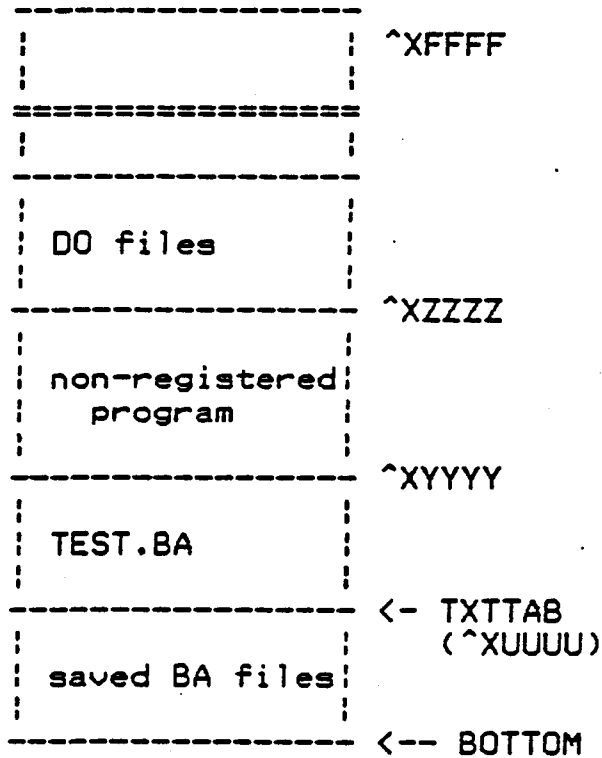 ^XFFFF
DO files
^XZZZZ
non-registered
program
^XYYYY
TEST.BA
<- TXTTAB
(^XUUUU)
saved BA files
<-- BOTTOM